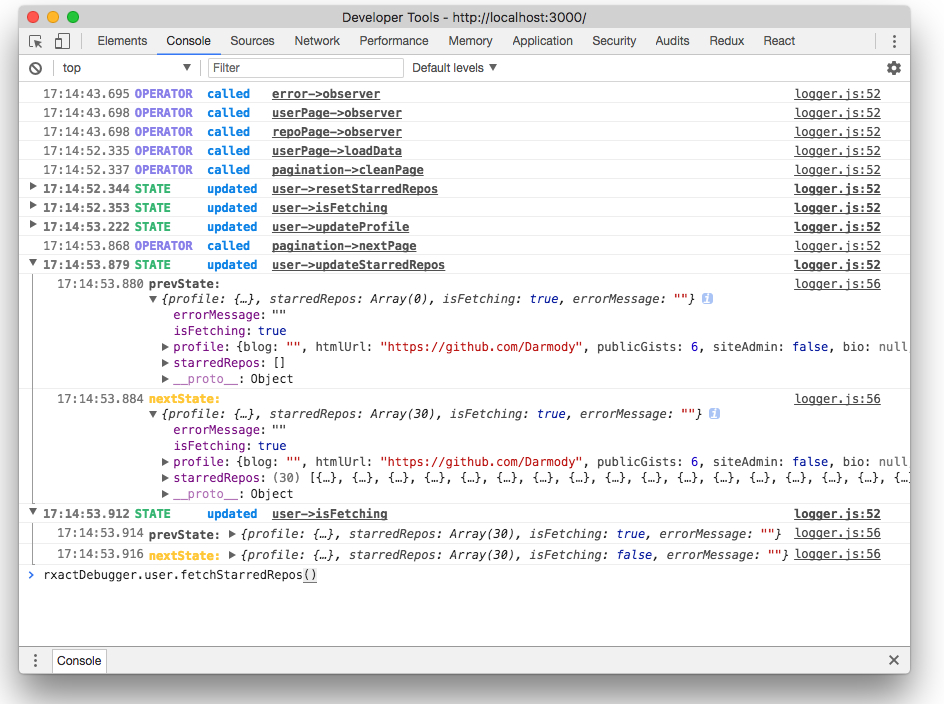 Developer Tools - http://localhost:3000/
Elements Console Sources Network Performance Memory Application Security Audits Redux React
top Filter Default levels
17:14:43.695 OPERATOR called error->observer logger.js:52
17:14:43.698 OPERATOR called userPage->observer logger.js:52
17:14:43.698 OPERATOR called repoPage->observer logger.js:52
17:14:52.335 OPERATOR called userPage->loadData logger.js:52
17:14:52.337 OPERATOR called pagination->cleanPage logger.js:52
17:14:52.344 STATE updated user->resetStarredRepos logger.js:52
17:14:52.353 STATE updated user->isFetching logger.js:52
17:14:53.222 STATE updated user->updateProfile logger.js:52
17:14:53.868 OPERATOR called pagination->nextPage logger.js:52
17:14:53.879 STATE updated user->updateStarredRepos logger.js:52
17:14:53.880 prevState: logger.js:56
{profile: {…}, starredRepos: Array(0), isFetching: true, errorMessage: ""} i
errorMessage: ""
isFetching: true
profile: {blog: "", htmlUrl: "https://github.com/Darmody", publicGists: 6, siteAdmin: false, bio: null
starredRepos: []
__proto__: Object
17:14:53.884 nextState: logger.js:56
{profile: {…}, starredRepos: Array(30), isFetching: true, errorMessage: ""} i
errorMessage: ""
isFetching: true
profile: {blog: "", htmlUrl: "https://github.com/Darmody", publicGists: 6, siteAdmin: false, bio: null
starredRepos: (30) [{…}, {…}, {…}, {…}, {…}, {…}, {…}, {…}, {…}, {…}, {…}, {…}, {…}, {…}, {…}, {…}, {…
__proto__: Object
17:14:53.912 STATE updated user->isFetching logger.js:52
17:14:53.914 prevState: {profile: {…}, starredRepos: Array(30), isFetching: true, errorMessage: ""} logger.js:56
17:14:53.916 nextState: {profile: {…}, starredRepos: Array(30), isFetching: false, errorMessage: ""} logger.js:56
> rxactDebugger.user.fetchStarredRepos()
Console